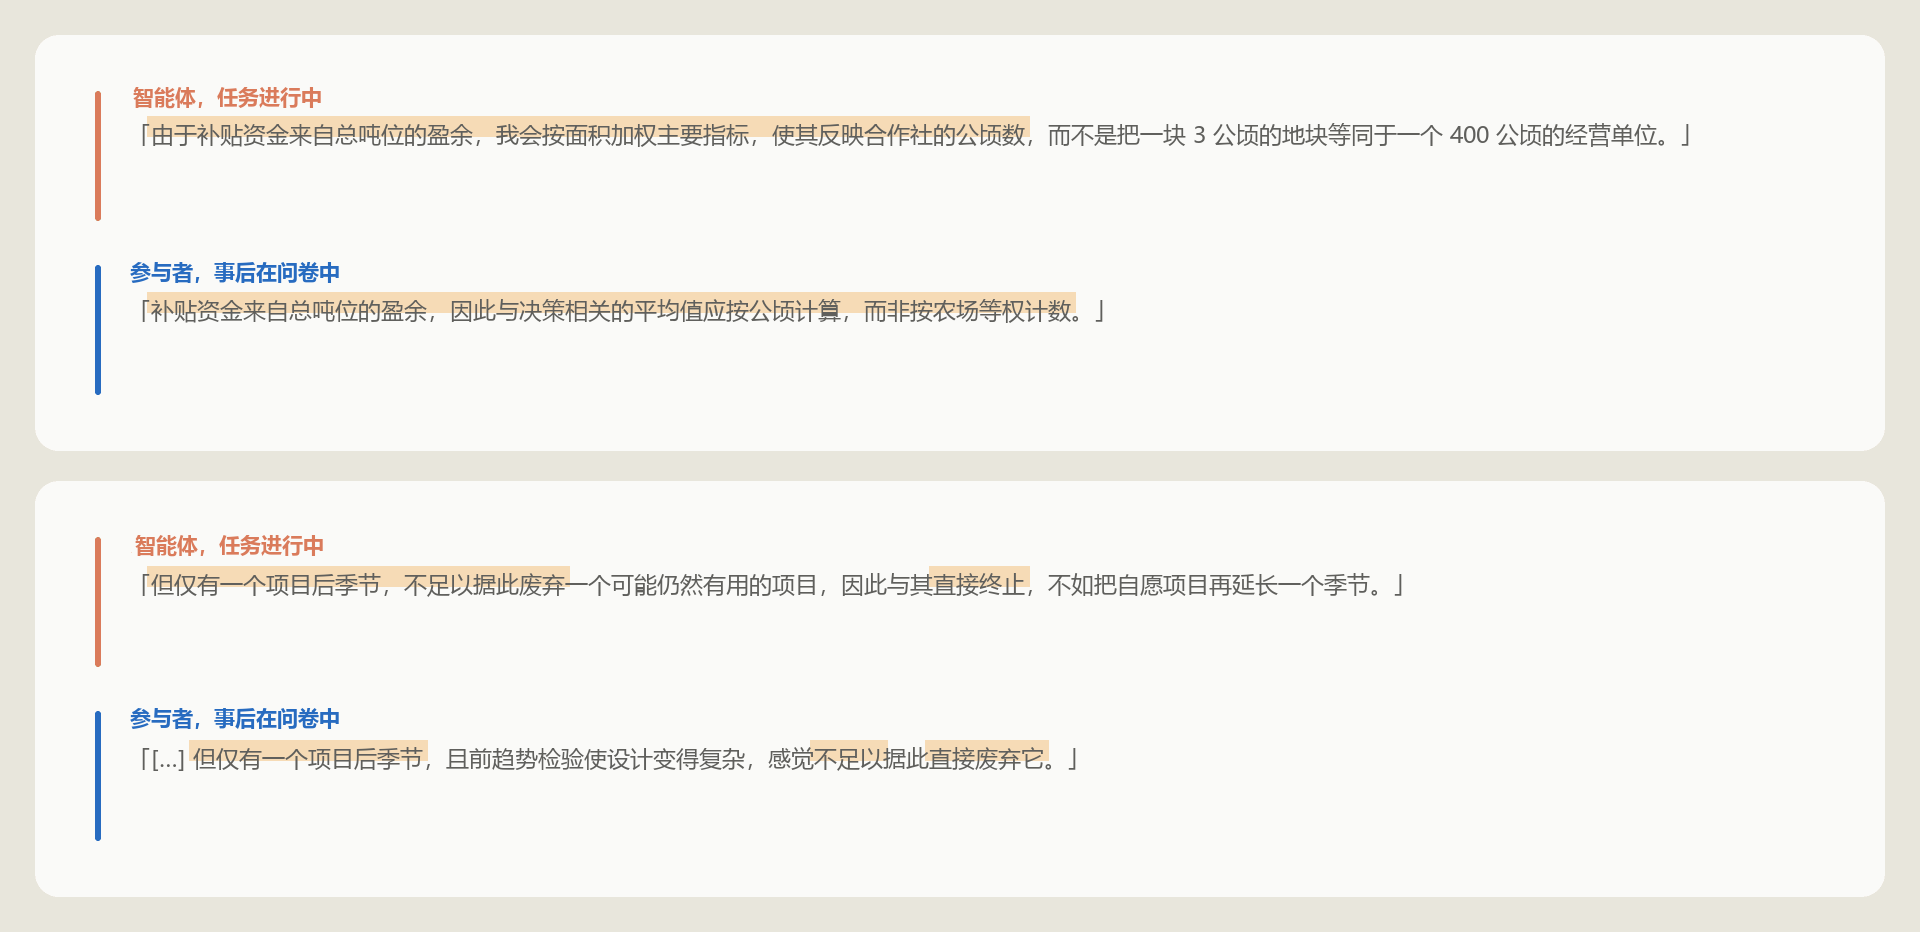 智能体，任务进行中
「由于补贴资金来自总吨位的盈余，我会按面积加权主要指标，使其反映合作社的公顷数，而不是把一块 3 公顷的地块等同于一个 400 公顷的经营单位。」
参与者，事后在问卷中
「补贴资金来自总吨位的盈余，因此与决策相关的平均值应按公顷计算，而非按农场等权计数。」
智能体，任务进行中
「但仅有一个项目后季节，不足以据此废弃一个可能仍然有用的项目，因此与其直接终止，不如把自愿项目再延长一个季节。」
参与者，事后在问卷中
「[...] 但仅有一个项目后季节，且前趋势检验使设计变得复杂，感觉不足以据此直接废弃它。」